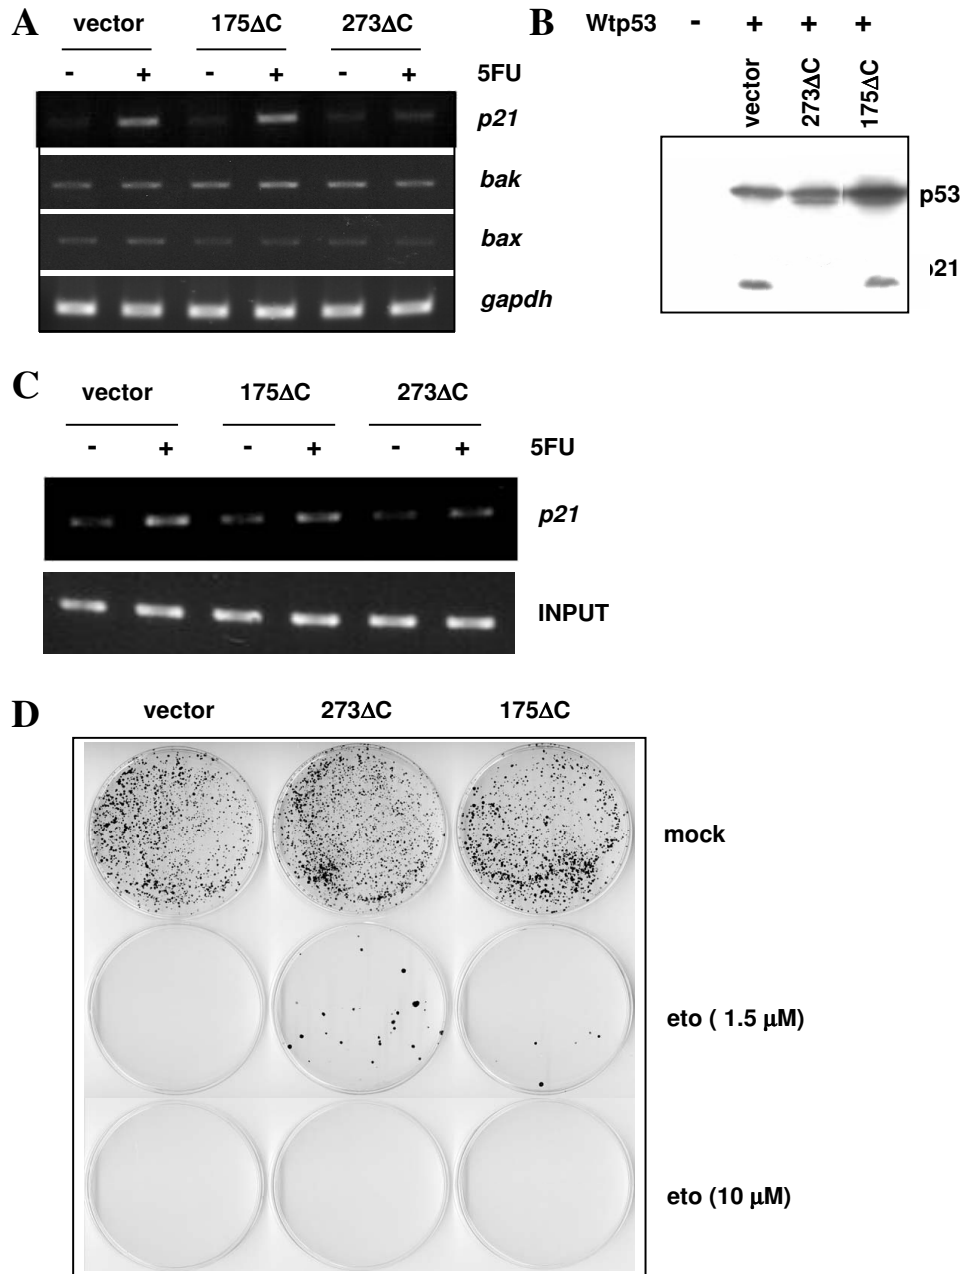 A
vector 175ΔC 273ΔC
- + - + - + 5FU
p21
bak
bax
gapdh
B
Wtp53 - + + +
vector 273ΔC 175ΔC
p53
p21
C
vector 175ΔC 273ΔC
- + - + - + 5FU
p21
INPUT
D
vector 273ΔC 175ΔC
mock
eto ( 1.5 μM)
eto (10 μM)